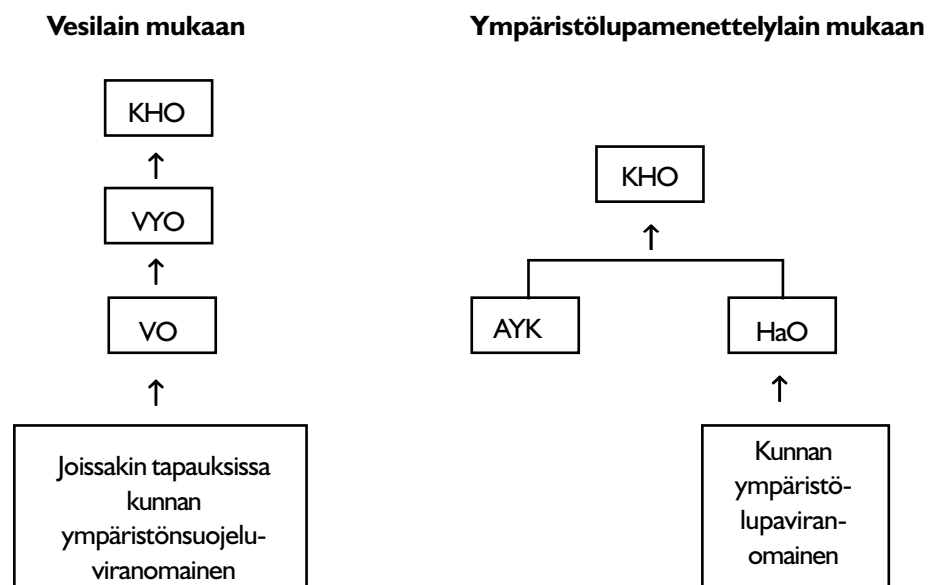 Vesilain mukaan
KHO
↑
VYO
↑
VO
↑
Joissakin tapauksissa
kunnan
ympäristönsuojelu-
viranomainen
Ympäristölupamenettelylain mukaan
KHO
↑
AYK
HaO
↑
Kunnan
ympäristö-
lupaviran-
omainen